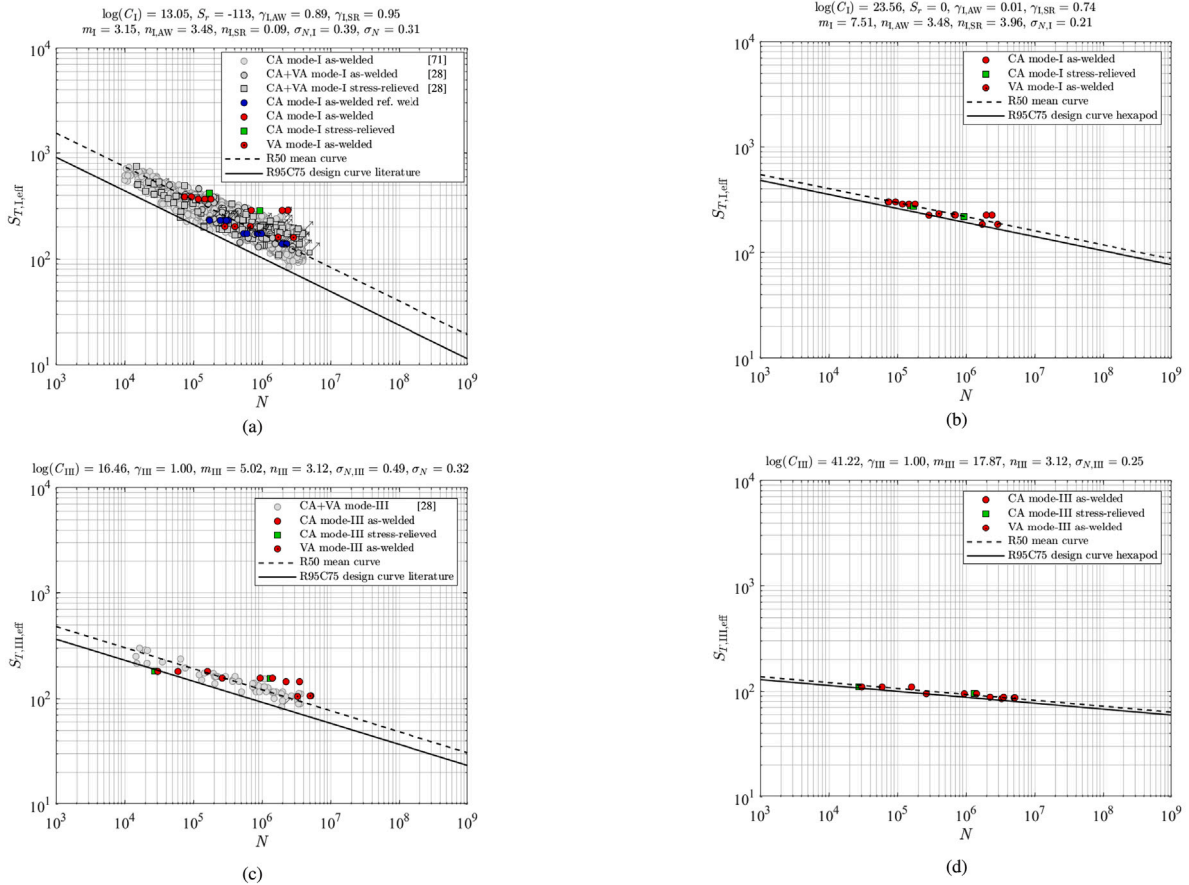 log(C_I) = 13.05, S_r = -113, γ_I,AW = 0.89, γ_I,SR = 0.95
m_I = 3.15, n_I,AW = 3.48, n_I,SR = 0.09, σ_N,I = 0.39, σ_N = 0.31
10^4
10^3
10^2
10^1
S_T,I,eff
CA mode-I as-welded [71]
CA+VA mode-I as-welded [28]
CA+VA mode-I stress-relieved [28]
CA mode-I as-welded ref. weld
CA mode-I as-welded
CA mode-I stress-relieved
VA mode-I as-welded
R50 mean curve
R95C75 design curve literature
10^3 10^4 10^5 10^6 10^7 10^8 10^9
N
(a)
log(C_I) = 23.56, S_r = 0, γ_I,AW = 0.01, γ_I,SR = 0.74
m_I = 7.51, n_I,AW = 3.48, n_I,SR = 3.96, σ_N,I = 0.21
10^4
10^3
10^2
10^1
S_T,I,eff
CA mode-I as-welded
CA mode-I stress-relieved
VA mode-I as-welded
R50 mean curve
R95C75 design curve hexapod
10^3 10^4 10^5 10^6 10^7 10^8 10^9
N
(b)
log(C_III) = 16.46, γ_III = 1.00, m_III = 5.02, n_III = 3.12, σ_N,III = 0.49, σ_N = 0.32
10^4
10^3
10^2
10^1
S_T,III,eff
CA+VA mode-III [28]
CA mode-III as-welded
CA mode-III stress-relieved
VA mode-III as-welded
R50 mean curve
R95C75 design curve literature
10^3 10^4 10^5 10^6 10^7 10^8 10^9
N
(c)
log(C_III) = 41.22, γ_III = 1.00, m_III = 17.87, n_III = 3.12, σ_N,III = 0.25
10^4
10^3
10^2
10^1
S_T,III,eff
CA mode-III as-welded
CA mode-III stress-relieved
VA mode-III as-welded
R50 mean curve
R95C75 design curve hexapod
10^3 10^4 10^5 10^6 10^7 10^8 10^9
N
(d)